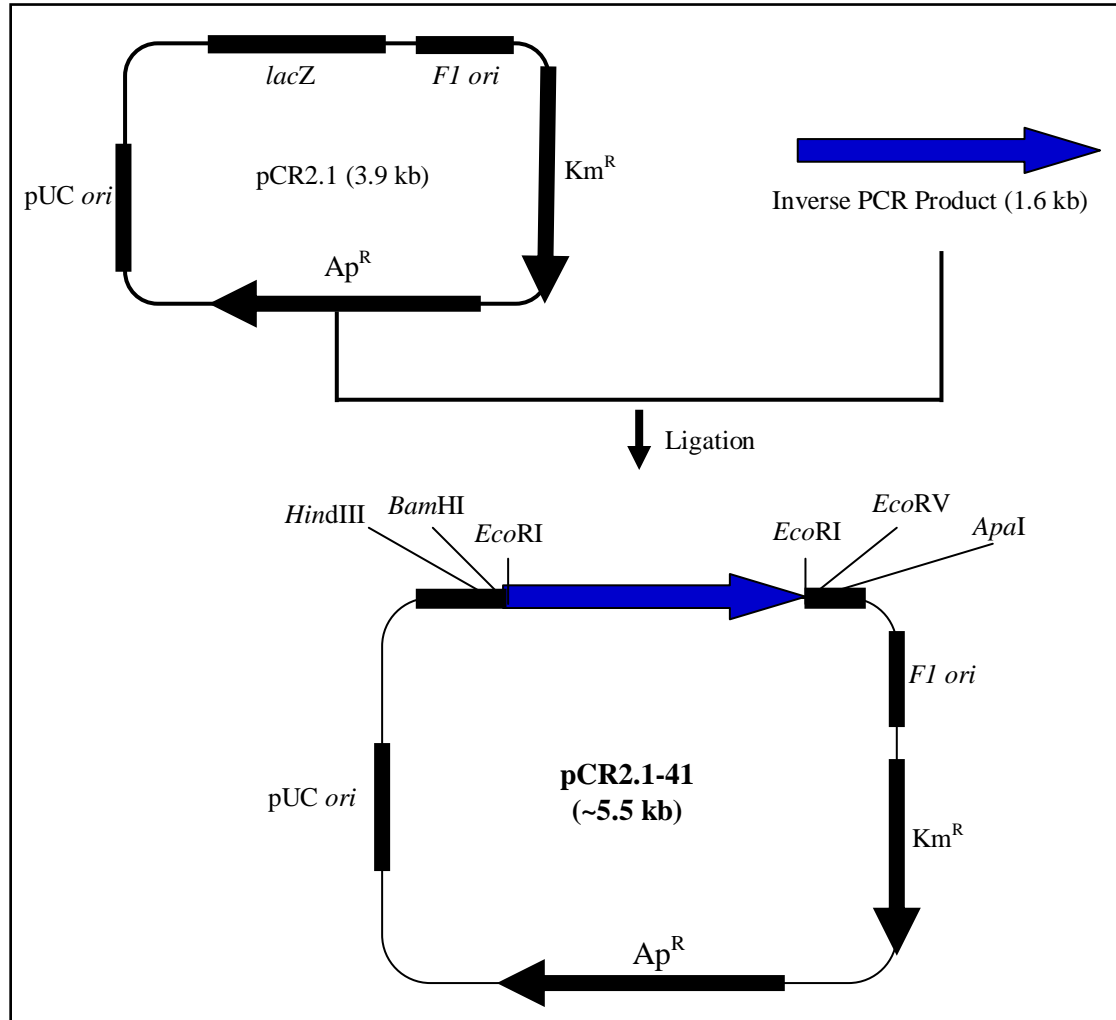 lacZ
F1 ori
pUC ori
pCR2.1 (3.9 kb)
KmR
ApR
Inverse PCR Product (1.6 kb)
Ligation
HindIII
BamHI
EcoRI
EcoRI
EcoRV
ApaI
F1 ori
pUC ori
pCR2.1-41
(~5.5 kb)
KmR
ApR